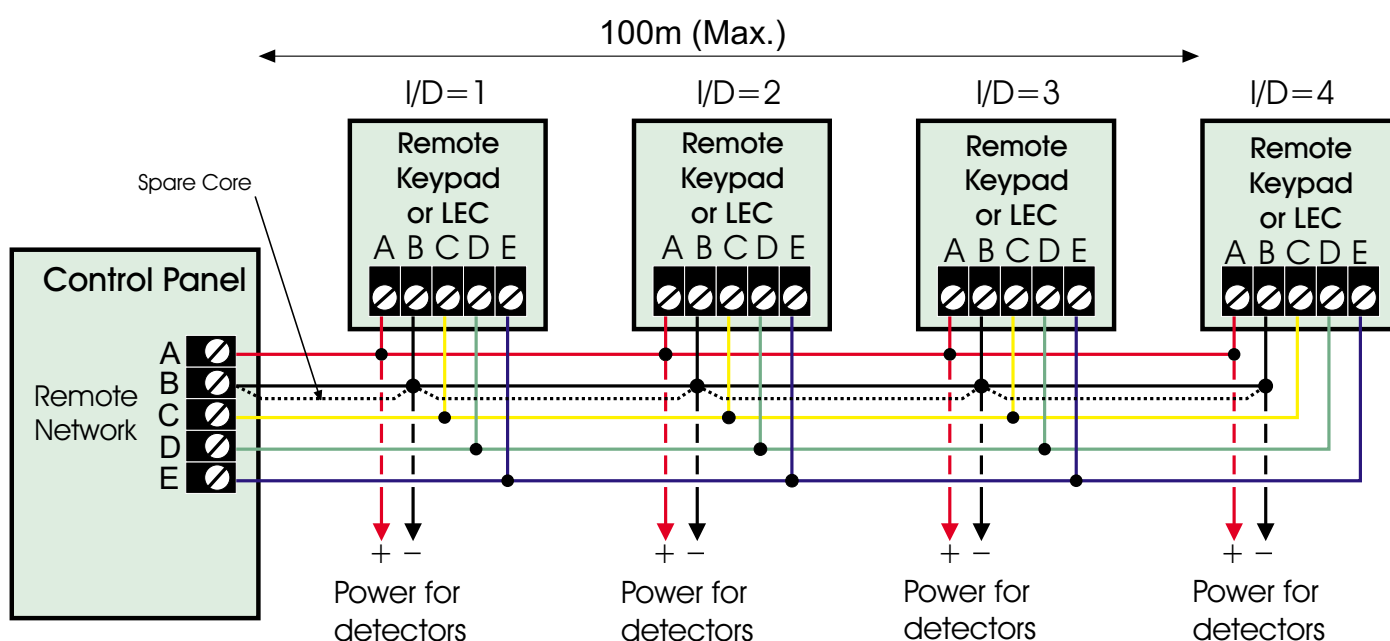 100m (Max.)
I/D=1
I/D=2
I/D=3
I/D=4
Remote
Keypad
or LEC
A B C D E
Remote
Keypad
or LEC
A B C D E
Remote
Keypad
or LEC
A B C D E
Remote
Keypad
or LEC
A B C D E
Spare Core
Control Panel
Remote
Network
A
B
C
D
E
+ −
Power for
detectors
+ −
Power for
detectors
+ −
Power for
detectors
+ −
Power for
detectors